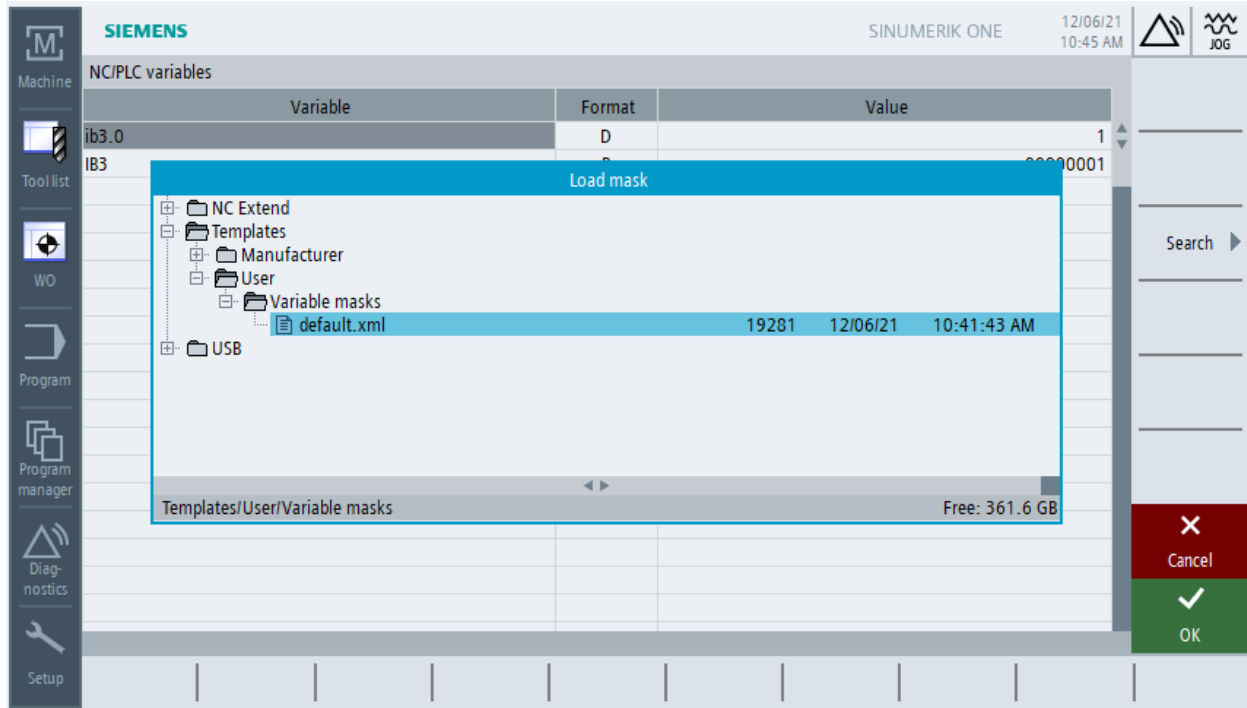 SIEMENS
SINUMERIK ONE
12/06/21
10:45 AM
M
JOG
Machine
NC/PLC variables
Variable Format Value
ib3.0 D 1
IB3
Load mask
NC Extend
Templates
Manufacturer
User
Variable masks
default.xml 19281 12/06/21 10:41:43 AM
USB
Templates/User/Variable masks Free: 361.6 GB
Tool list
WO
Program
Program
manager
Diag-
nostics
Setup
Search
Cancel
OK